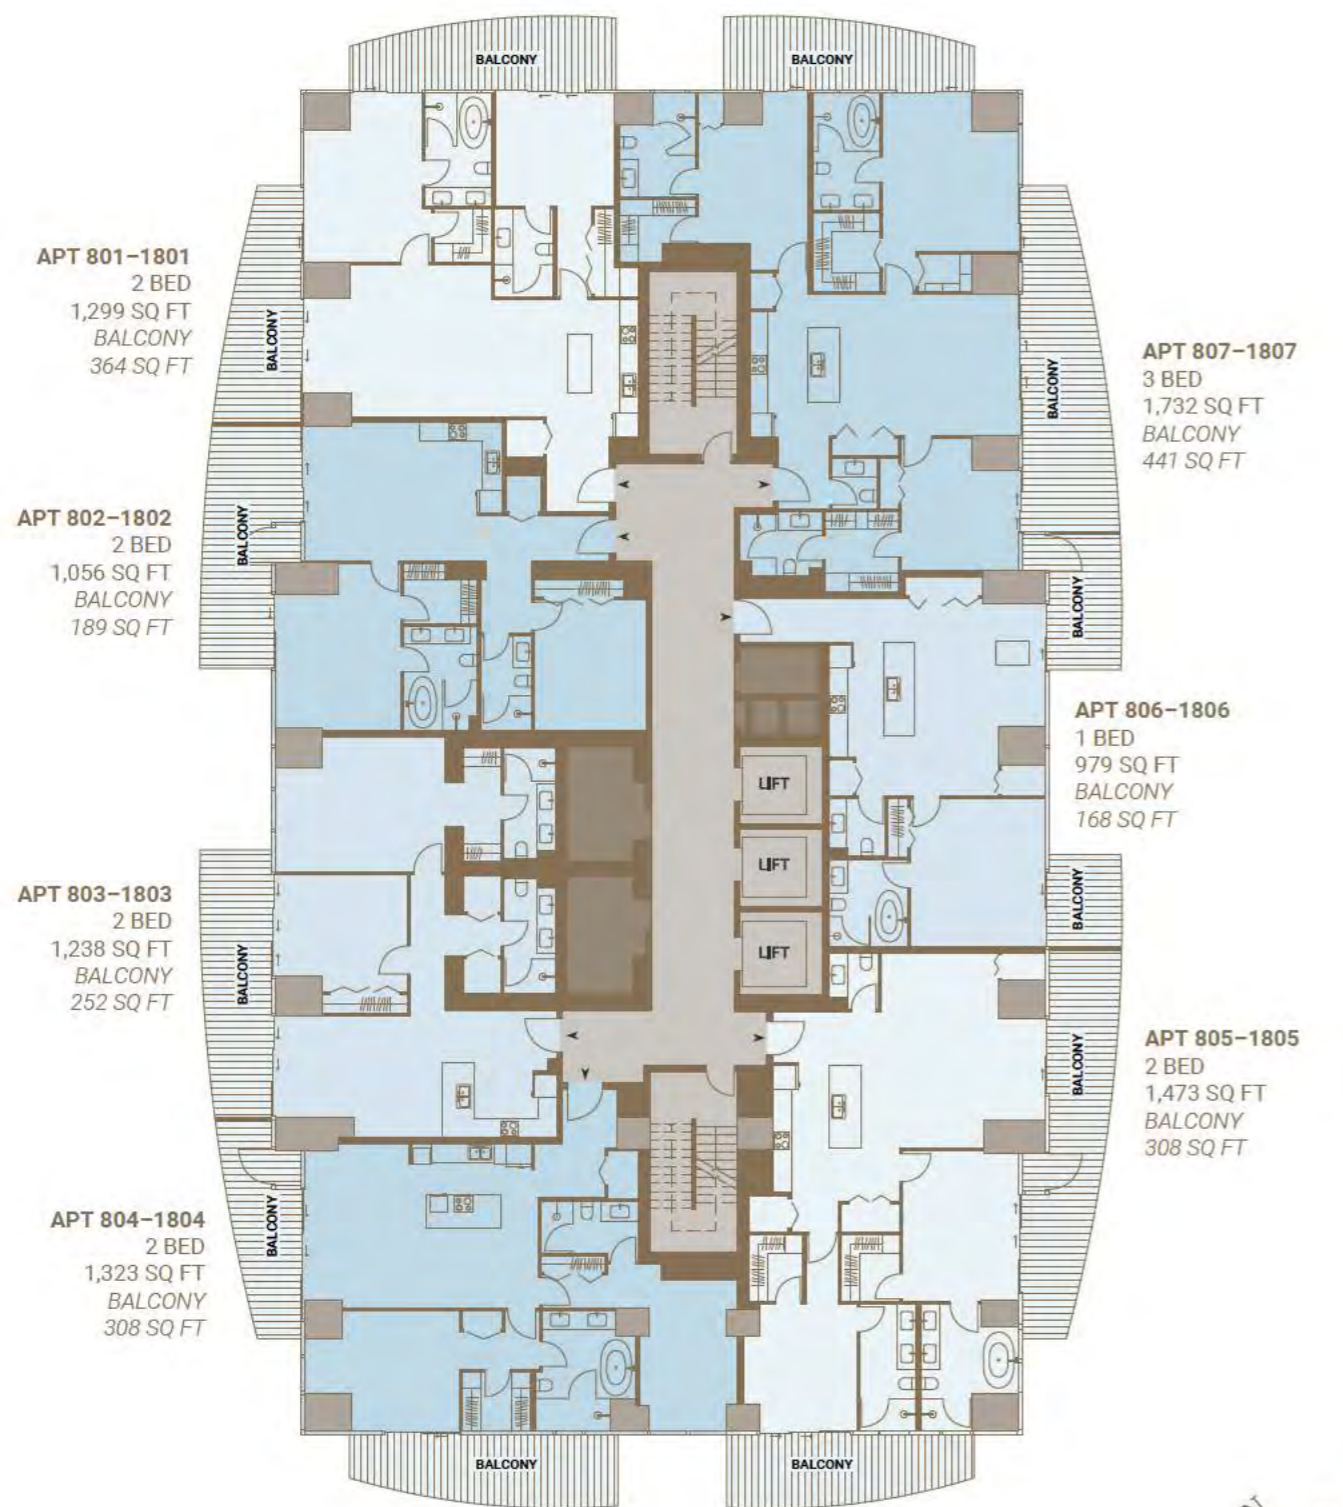 BALCONY
BALCONY
APT 801–1801
2 BED
1,299 SQ FT
BALCONY
364 SQ FT
BALCONY
APT 807–1807
3 BED
1,732 SQ FT
BALCONY
441 SQ FT
BALCONY
APT 802–1802
2 BED
1,056 SQ FT
BALCONY
189 SQ FT
BALCONY
BALCONY
APT 806–1806
1 BED
979 SQ FT
BALCONY
168 SQ FT
LIFT
LIFT
LIFT
BALCONY
APT 803–1803
2 BED
1,238 SQ FT
BALCONY
252 SQ FT
BALCONY
APT 805–1805
2 BED
1,473 SQ FT
BALCONY
308 SQ FT
BALCONY
APT 804–1804
2 BED
1,323 SQ FT
BALCONY
308 SQ FT
BALCONY
BALCONY
BALCONY